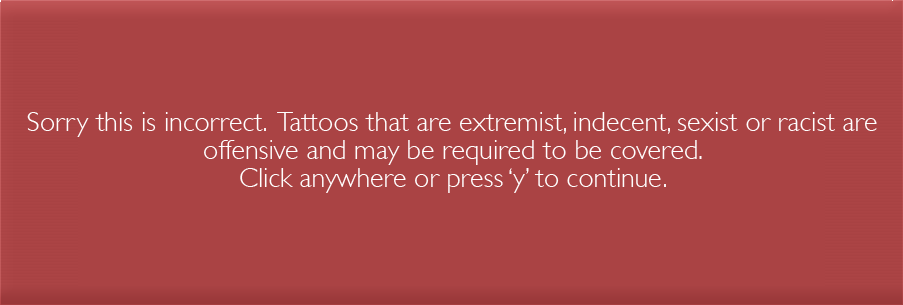 Sorry this is incorrect.  Tattoos that are extremist, indecent, sexist or racist are
offensive and may be required to be covered.
Click anywhere or press ‘y’ to continue.